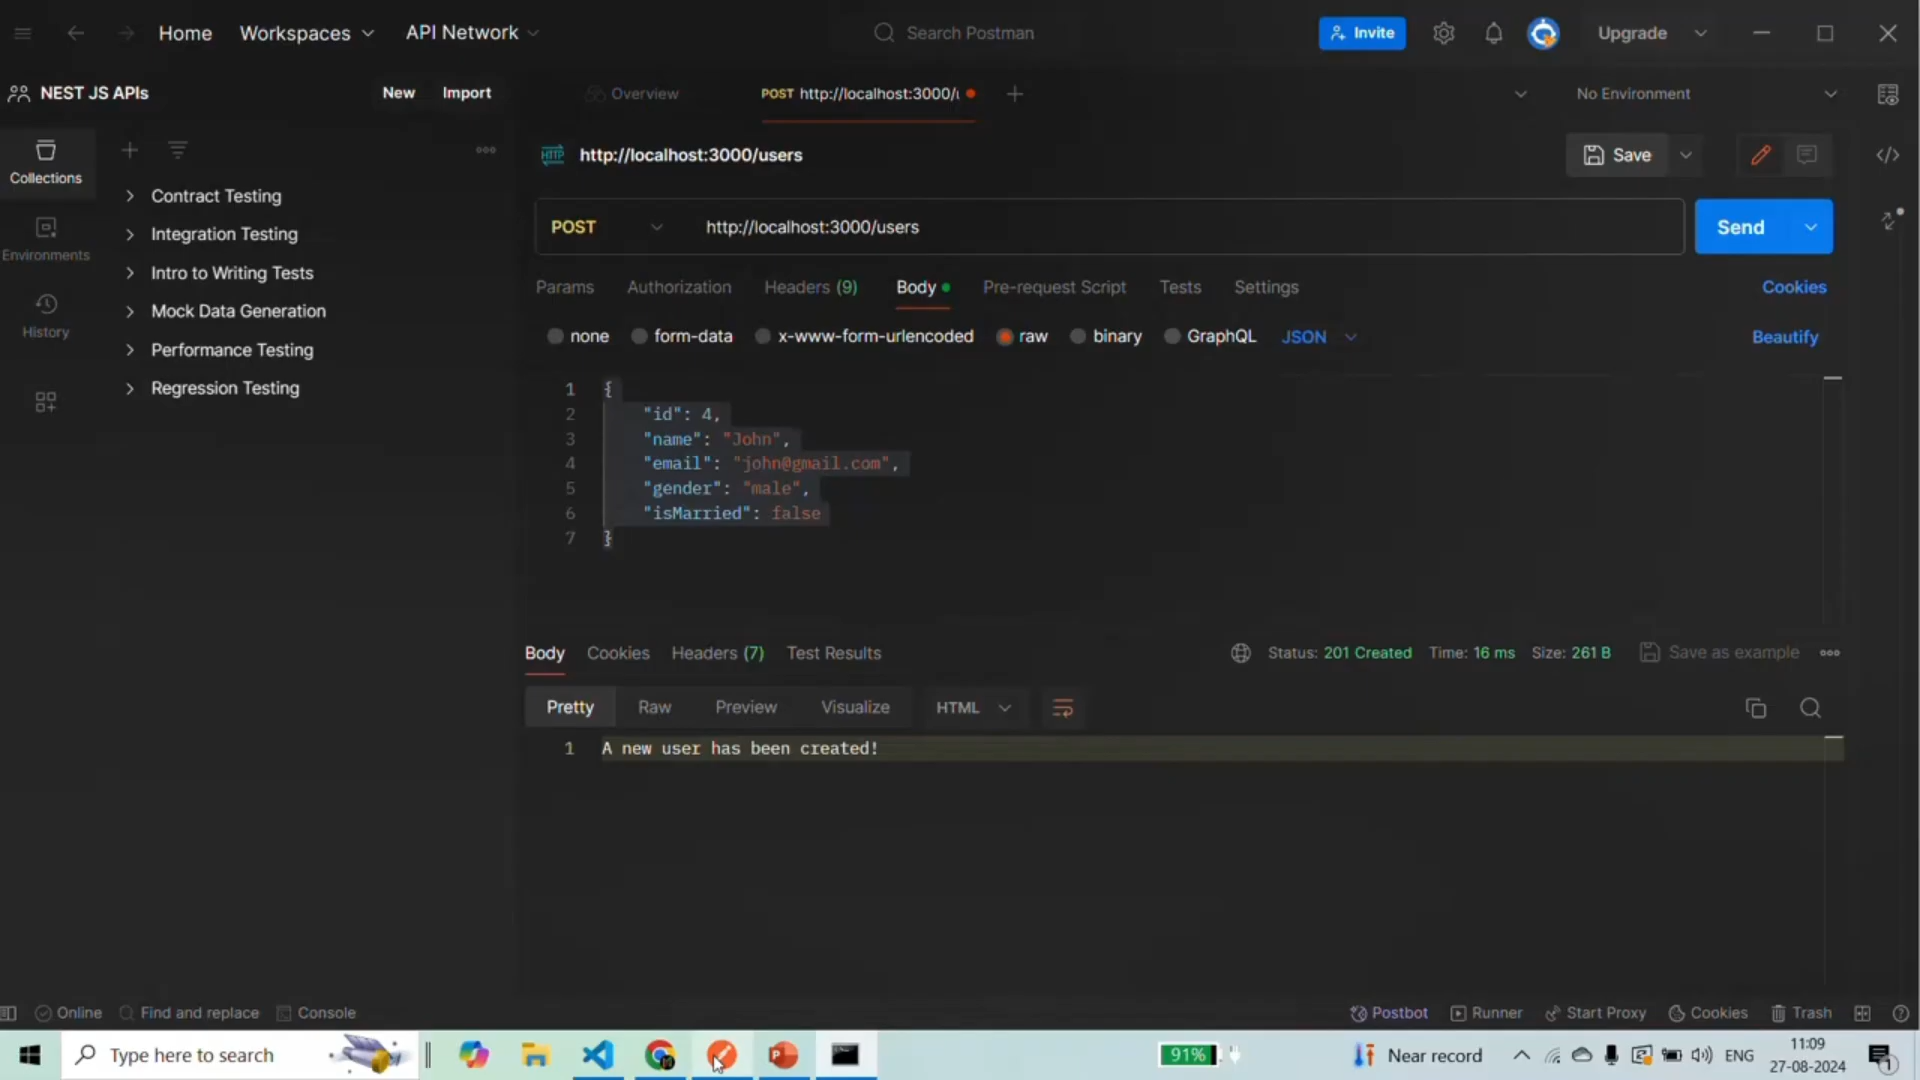 Home Workspaces API Network Search Postman Invite Upgrade
NEST JS APIs New Import Overview POST http://localhost:3000/ No Environment
Collections
Environments
History
Contract Testing
Integration Testing
Intro to Writing Tests
Mock Data Generation
Performance Testing
Regression Testing
HTTP http://localhost:3000/users Save </>
POST http://localhost:3000/users Send
Params Authorization Headers (9) Body Pre-request Script Tests Settings Cookies
none form-data x-www-form-urlencoded raw binary GraphQL JSON Beautify
1 {
2 "id": 4,
3 "name": "John",
4 "email": "john@gmail.com",
5 "gender": "male",
6 "isMarried": false
7 }
Body Cookies Headers (7) Test Results Status: 201 Created Time: 16 ms Size: 261 B Save as example
Pretty Raw Preview Visualize HTML
1 A new user has been created!
Online Find and replace Console Postbot Runner Start Proxy Cookies Trash
Type here to search 91% Near record ENG 11:09
27-08-2024
1